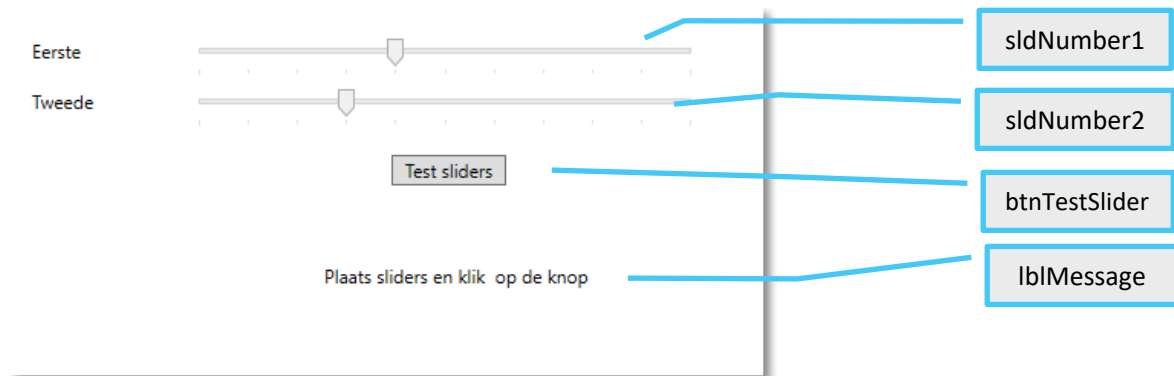 Eerste
sldNumber1
Tweede
sldNumber2
Test sliders
btnTestSlider
Plaats sliders en klik op de knop
lblMessage